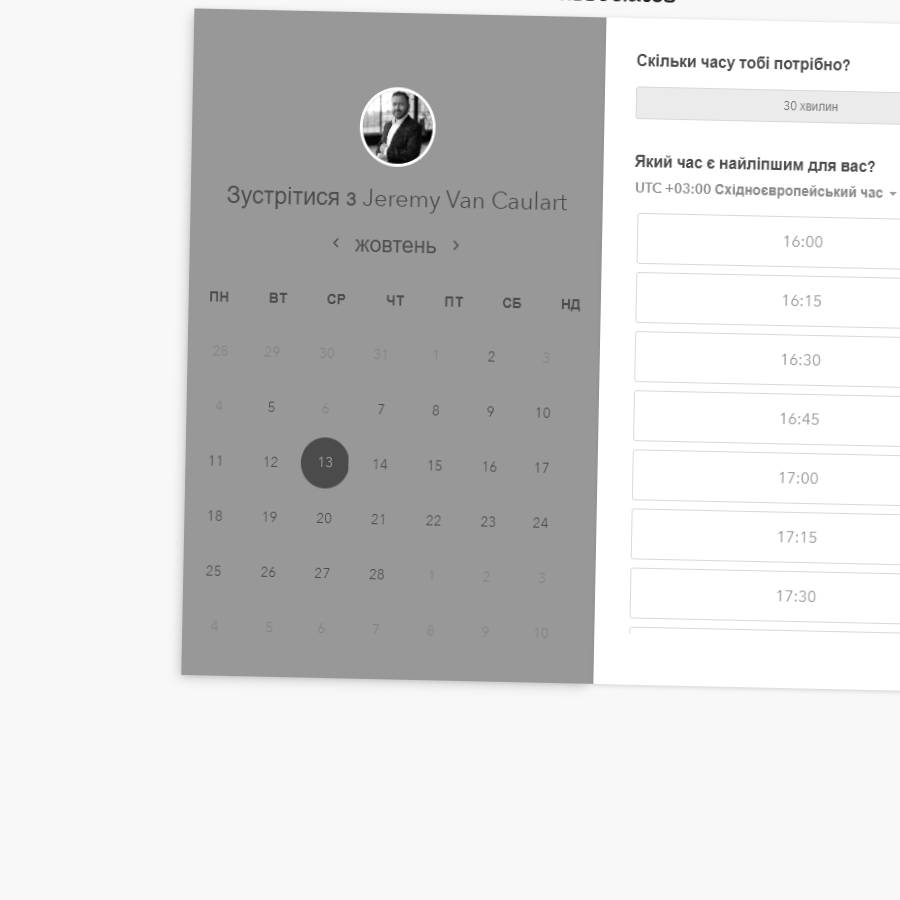 Зустрітися з Jeremy Van Caulart
жовтень
ПН ВТ СР ЧТ ПТ СБ НД
28 29 30 31 1 2 3
4 5 6 7 8 9 10
11 12 13 14 15 16 17
18 19 20 21 22 23 24
25 26 27 28 1 2 3
4 5 6 7 8 9 10
Скільки часу тобі потрібно?
30 хвилин
Який час є найліпшим для вас?
UTC +03:00 Східноєвропейський час
16:00
16:15
16:30
16:45
17:00
17:15
17:30